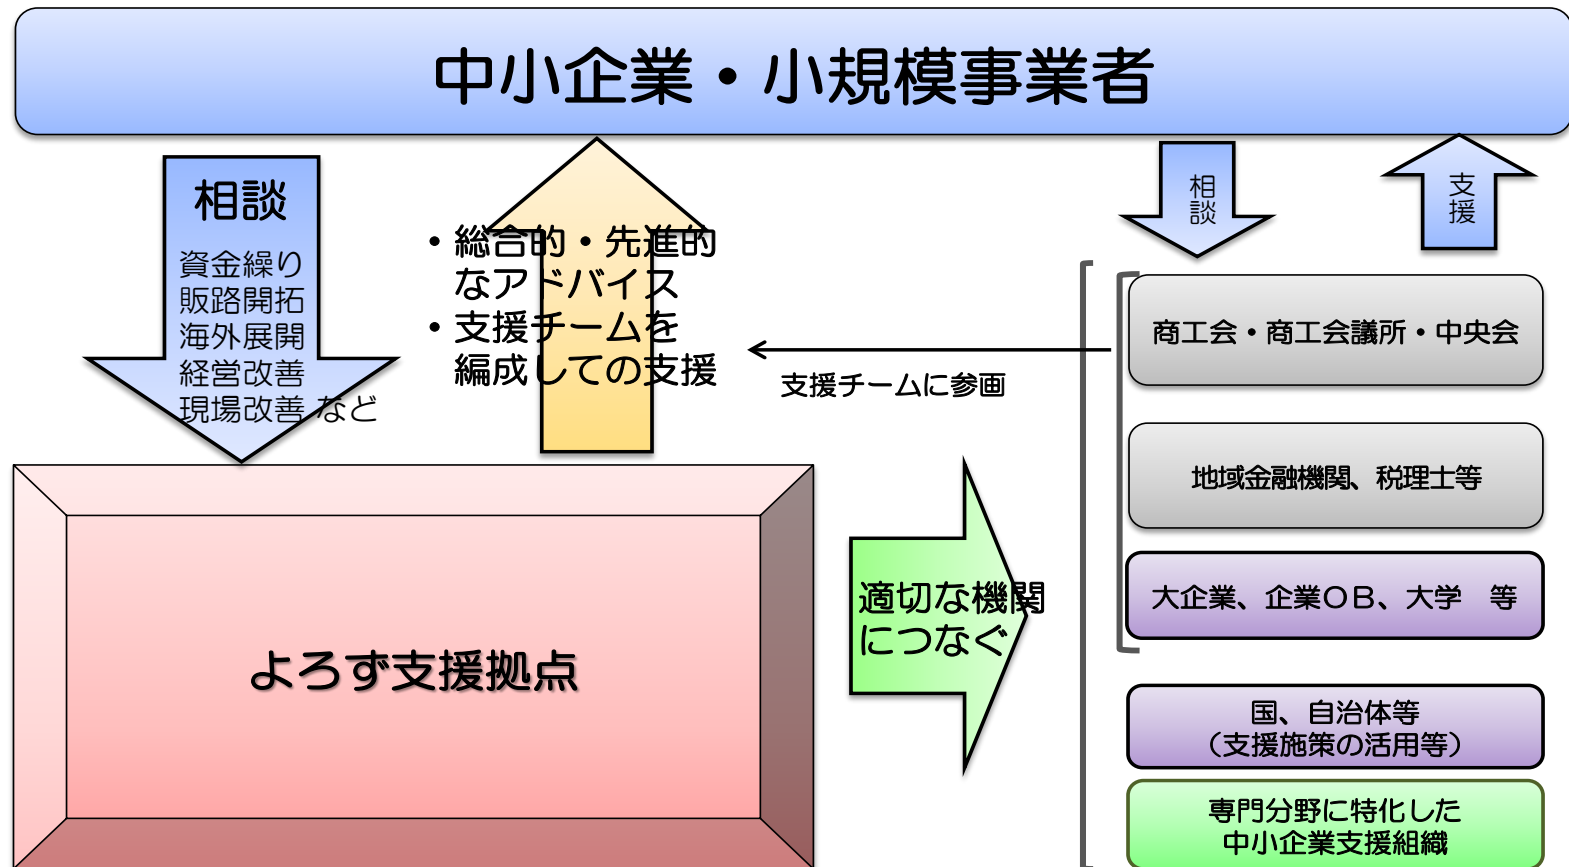 中小企業・小規模事業者
相談
資金繰り
販路開拓
海外展開
経営改善
現場改善 など
・総合的・先進的
なアドバイス
・支援チームを
編成しての支援
相談
支援
支援チームに参画
商工会・商工会議所・中央会
地域金融機関、税理士等
大企業、企業ＯＢ、大学　等
国、自治体等
（支援施策の活用等）
専門分野に特化した
中小企業支援組織
適切な機関
につなぐ
よろず支援拠点